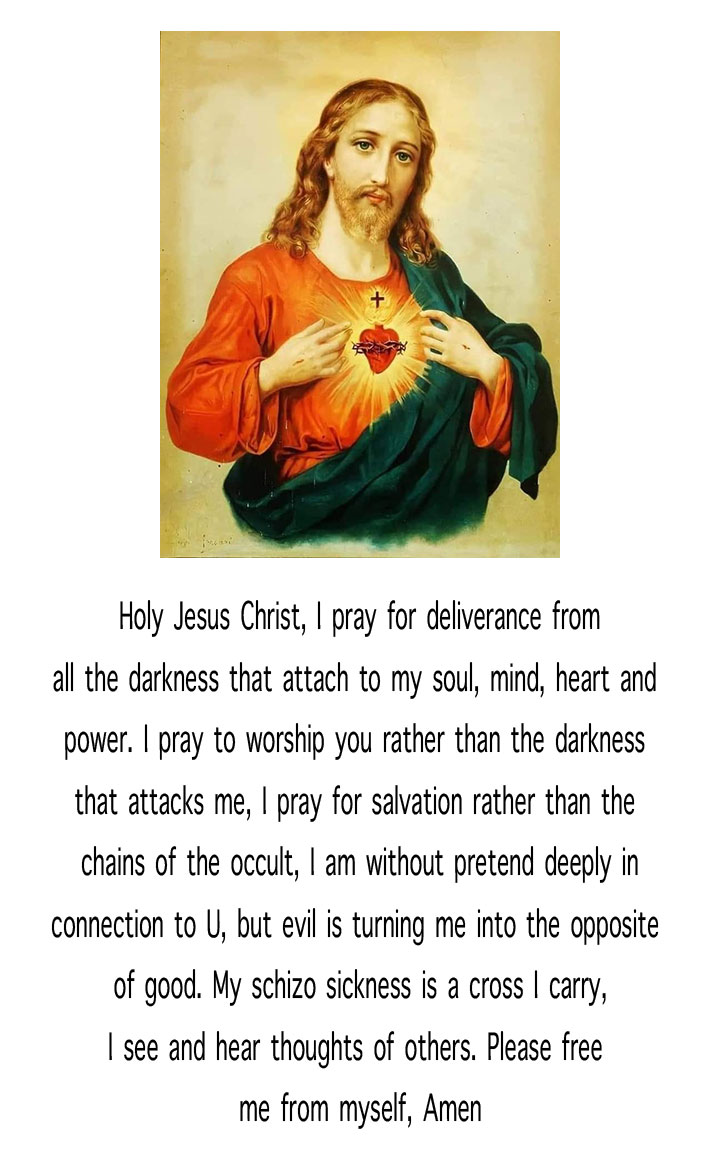 Holy Jesus Christ, I pray for deliverance from
all the darkness that attach to my soul, mind, heart and
power. I pray to worship you rather than the darkness
that attacks me, I pray for salvation rather than the
chains of the occult, I am without pretend deeply in
connection to U, but evil is turning me into the opposite
of good. My schizo sickness is a cross I carry,
I see and hear thoughts of others. Please free
me from myself, Amen